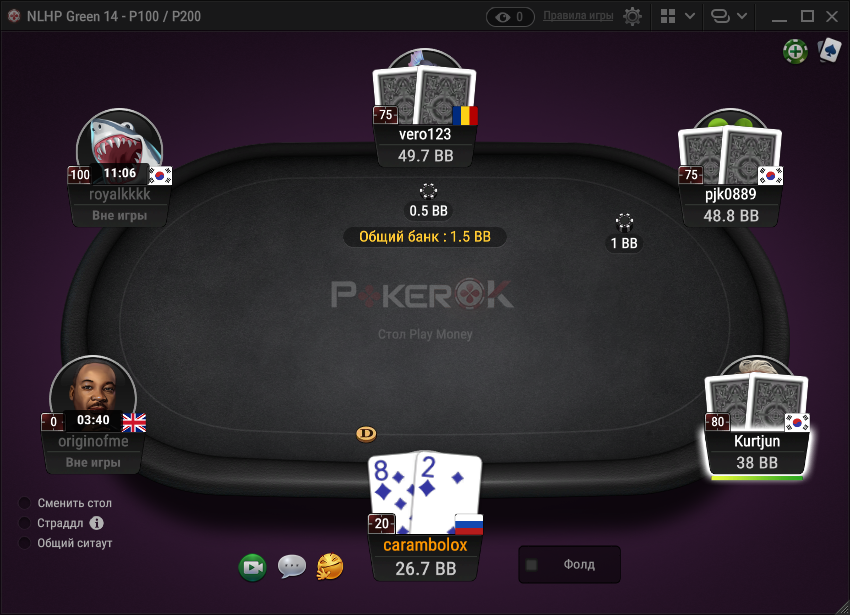 NLHP Green 14 - P100 / P200
0
Правила игры
75
vero123
49.7 BB
100
11:06
royalkkkk
Вне игры
75
pjk0889
48.8 BB
0.5 BB
Общий банк : 1.5 BB
1 BB
POKEROK
Стол Play Money
0
03:40
originofme
Вне игры
80
Kurtjun
38 BB
D
8
2
20
carambolox
26.7 BB
Сменить стол
Страддл i
Общий ситаут
Фолд